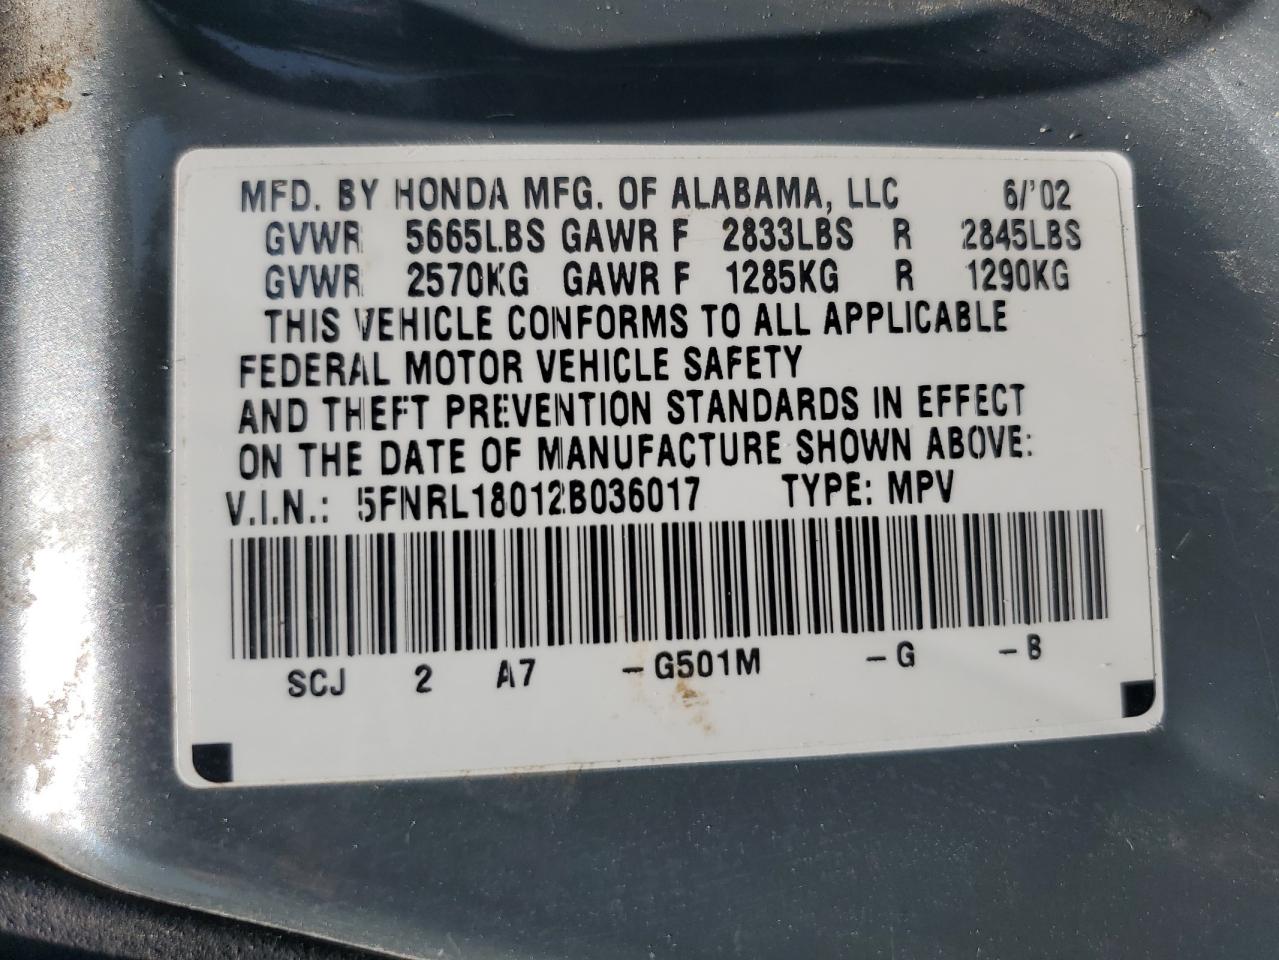 MFD. BY HONDA MFG. OF ALABAMA, LLC 6/'02
GVWR 5665LBS GAWR F 2833LBS R 2845LBS
GVWR 2570KG GAWR F 1285KG R 1290KG
THIS VEHICLE CONFORMS TO ALL APPLICABLE
FEDERAL MOTOR VEHICLE SAFETY
AND THEFT PREVENTION STANDARDS IN EFFECT
ON THE DATE OF MANUFACTURE SHOWN ABOVE:
V.I.N.: 5FNRL18012B036017 TYPE: MPV
SCJ 2 A7 -G501M -G -B